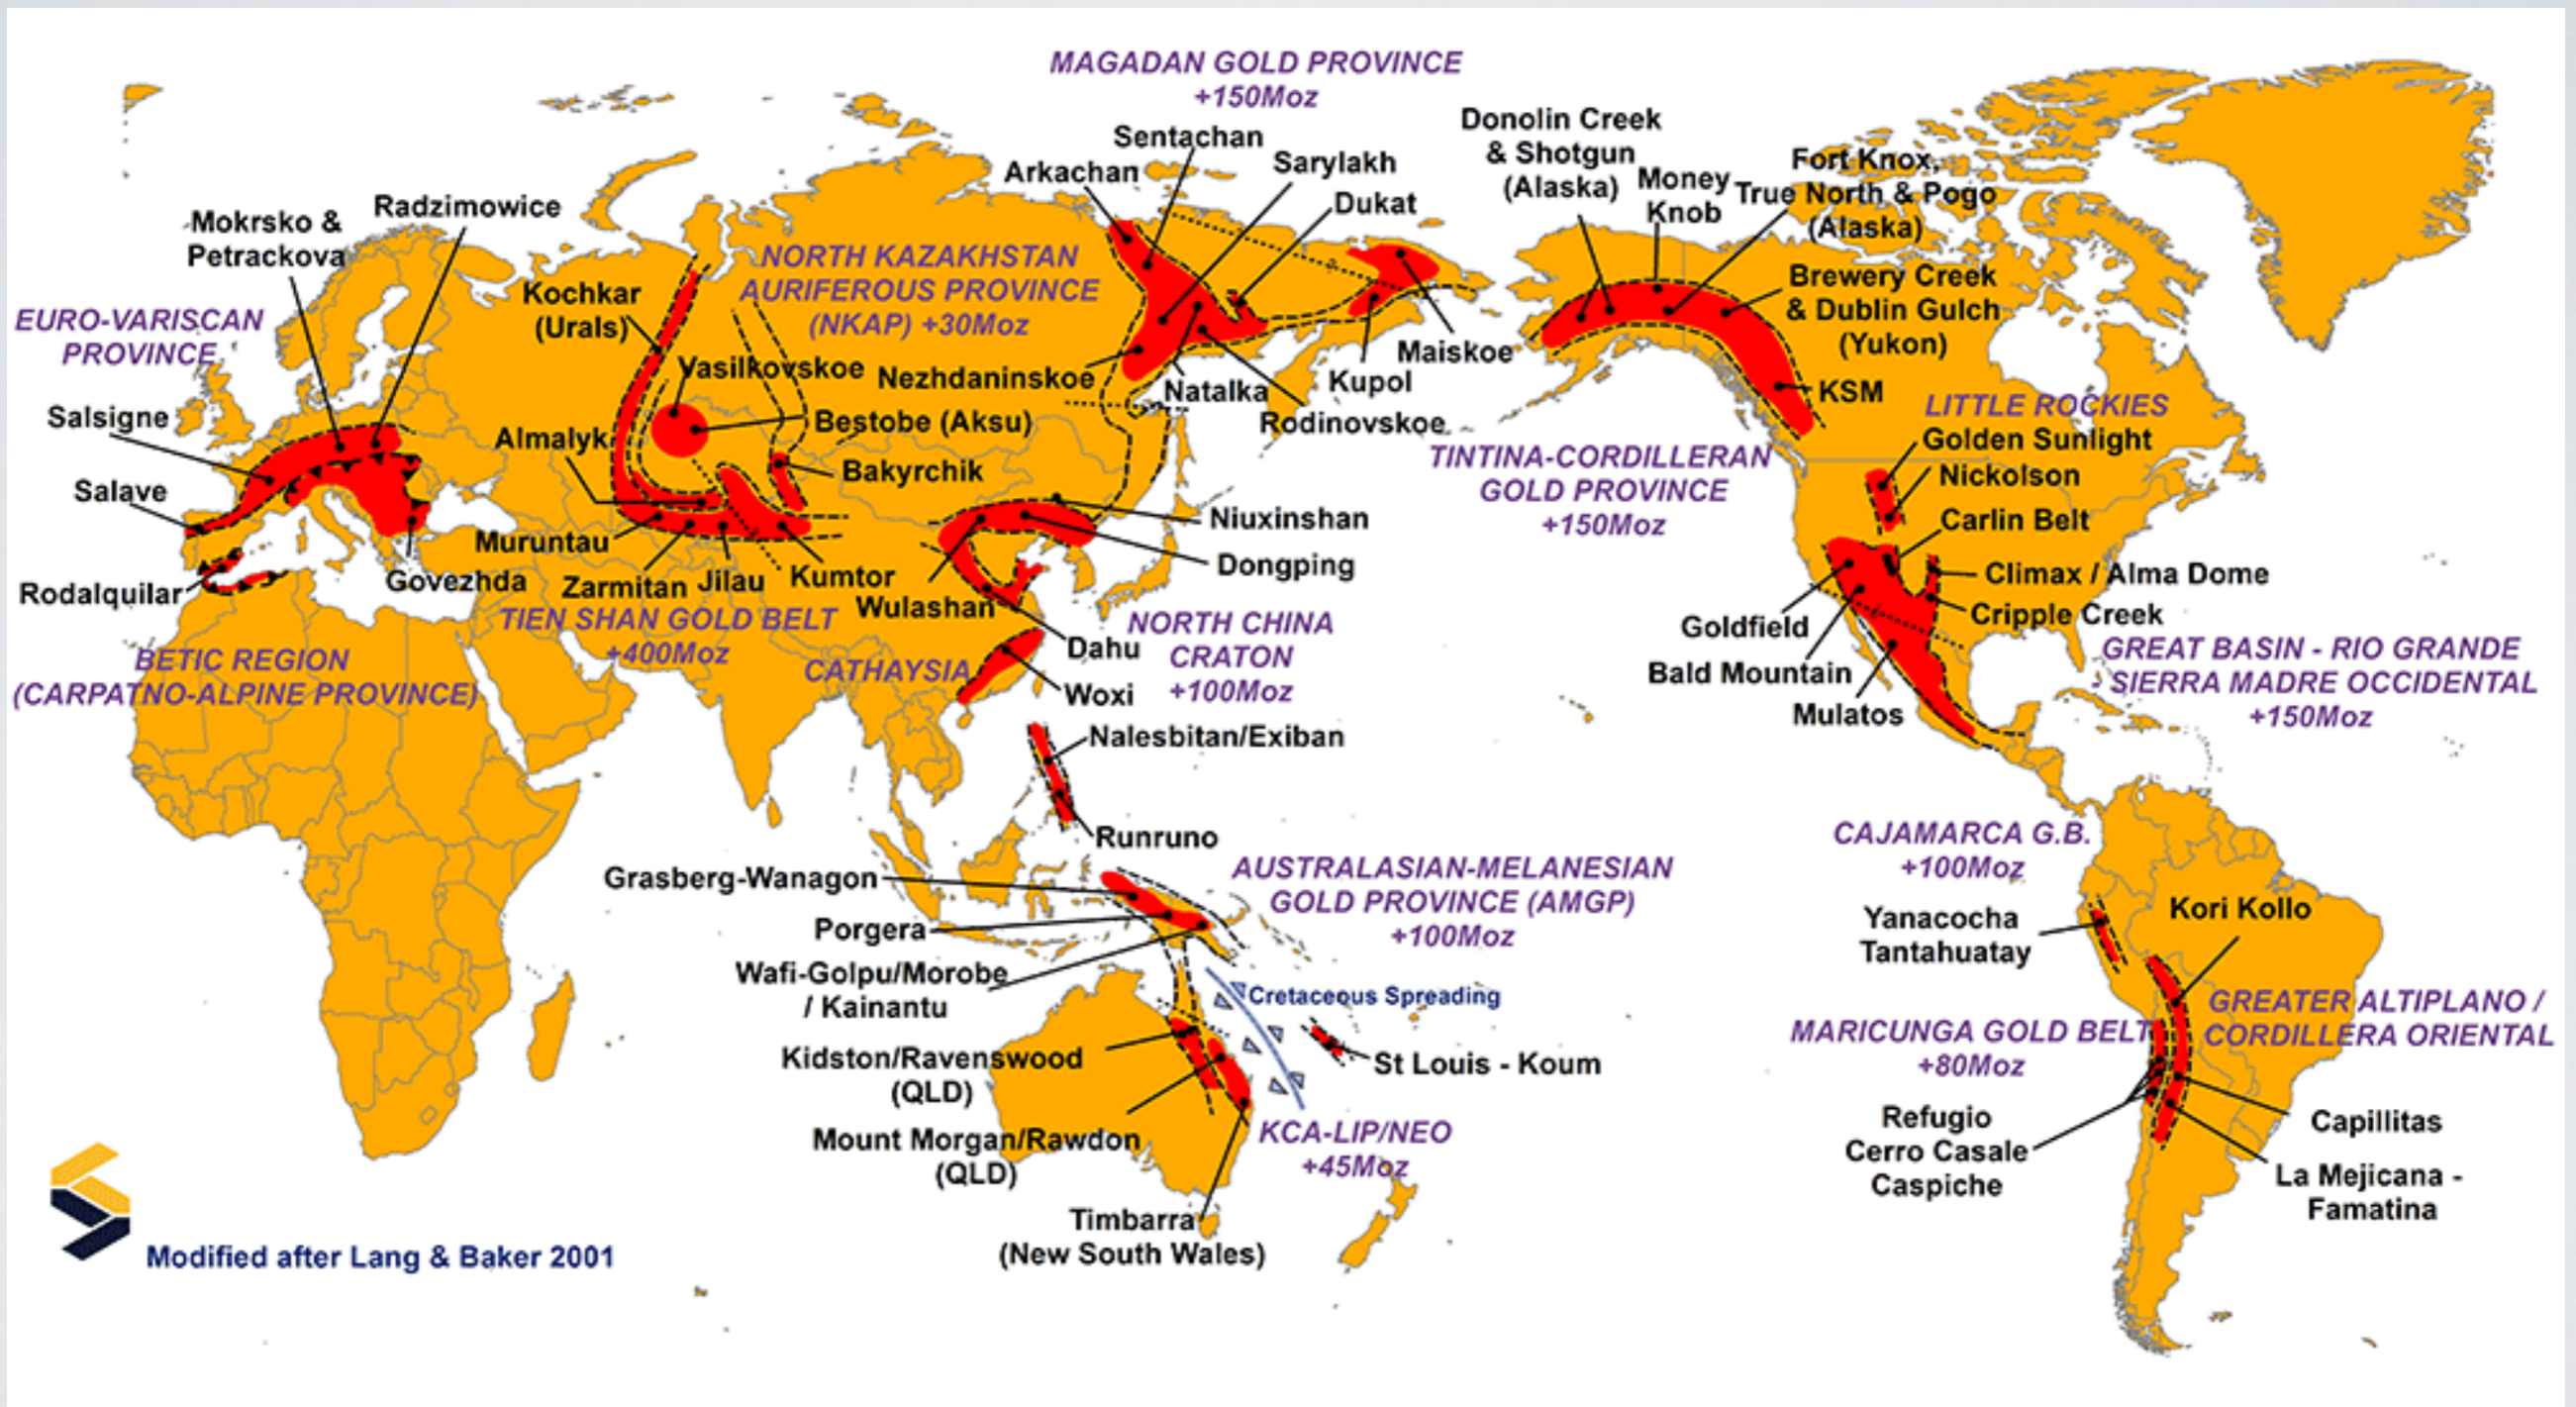 MAGADAN GOLD PROVINCE
+150Moz
Sentachan
Arkachan
Sarylakh
Dukat
Donolin Creek
& Shotgun
(Alaska)
Money
Knob
Fort Knox,
True North & Pogo
(Alaska)
Mokrsko &
Petrackova
Radzimowice
EURO-VARISCAN
PROVINCE
Kochkar
(Urals)
NORTH KAZAKHSTAN
AURIFEROUS PROVINCE
(NKAP) +30Moz
Brewery Creek
& Dublin Gulch
(Yukon)
Vasilkovskoe
Nezhdaninskoe
Natalka
Rodinovskoe
Kupol
Maiskoe
KSM
Salsigne
Salave
Almalyk
Bestobe (Aksu)
Bakyrchik
TINTINA-CORDILLERAN
GOLD PROVINCE
+150Moz
LITTLE ROCKIES
Golden Sunlight
Nickolson
Carlin Belt
Climax / Alma Dome
Cripple Creek
Rodalquilar
Govezhda
Muruntau
Zarmitan
Jilau
Kumtor
Wulashan
Niuxinshan
Dongping
TIEN SHAN GOLD BELT
+400Moz
BETIC REGION
(CARPATNO-ALPINE PROVINCE)
CATHAYSIA
Dahu
Woxi
NORTH CHINA
CRATON
+100Moz
Goldfield
Bald Mountain
Mulatos
GREAT BASIN - RIO GRANDE
- SIERRA MADRE OCCIDENTAL
+150Moz
Nalesbitan/Exiban
Runruno
Grasberg-Wanagon
Porgera
Wafi-Golpu/Morobe
/ Kainantu
AUSTRALASIAN-MELANESIAN
GOLD PROVINCE (AMGP)
+100Moz
CAJAMARCA G.B.
+100Moz
Yanacocha
Tantahuatay
Kori Kollo
Cretaceous Spreading
St Louis - Koum
Kidston/Ravenswood
(QLD)
Mount Morgan/Rawdon
(QLD)
KCA-LIP/NEO
+45Moz
Timbarra
(New South Wales)
MARICUNGA GOLD BELT
+80Moz
GREATER ALTIPLANO /
CORDILLERA ORIENTAL
Refugio
Cerro Casale
Caspiche
Capillitas
La Mejicana -
Famatina
Modified after Lang & Baker 2001
?